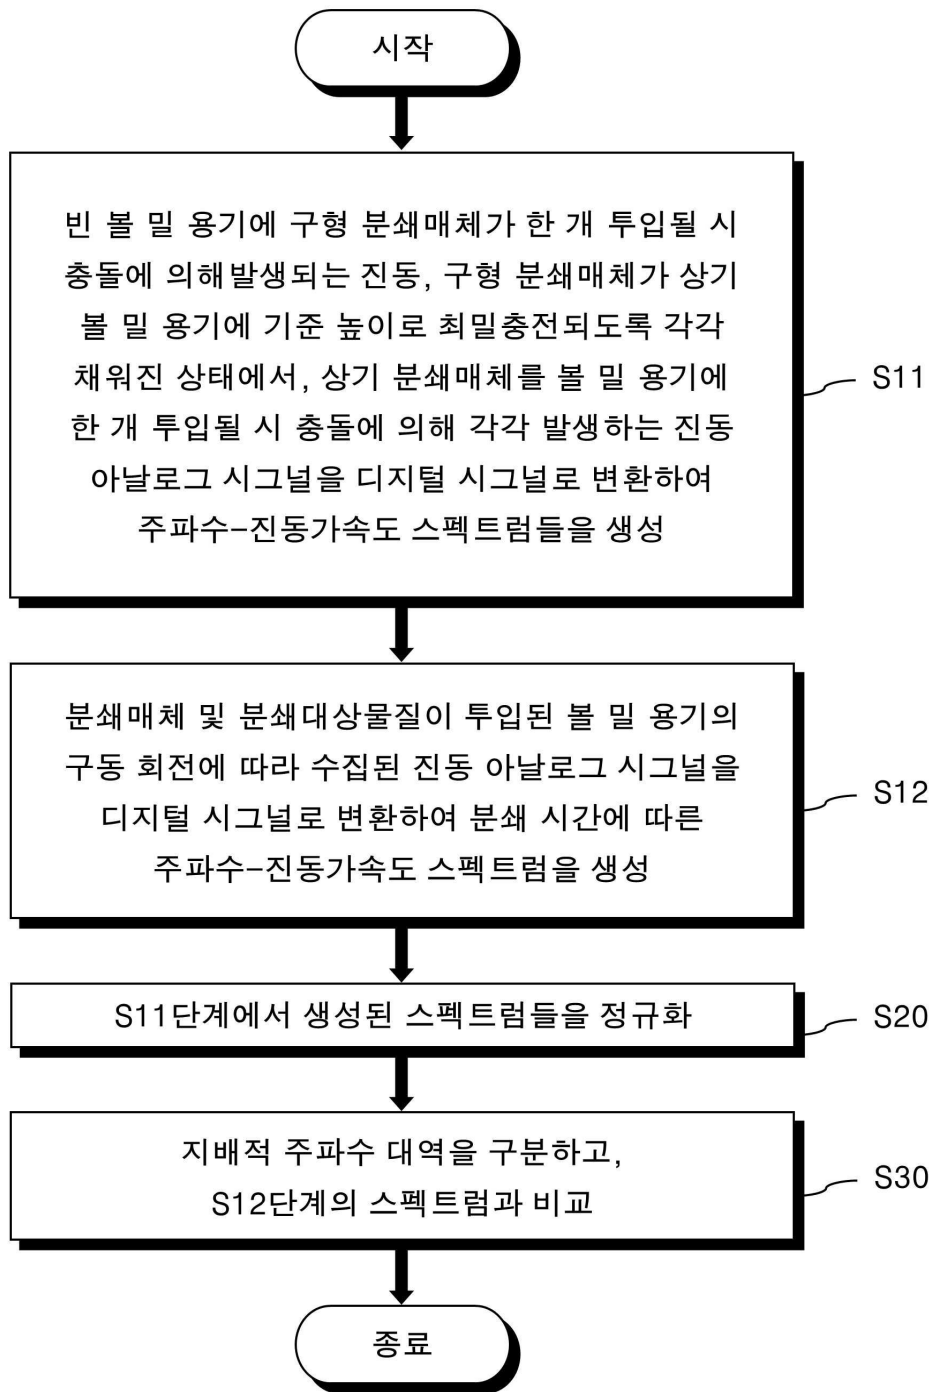 시작
빈 볼 밀 용기에 구형 분쇄매체가 한 개 투입될 시
충돌에 의해발생되는 진동, 구형 분쇄매체가 상기
볼 밀 용기에 기준 높이로 최밀충전되도록 각각
채워진 상태에서, 상기 분쇄매체를 볼 밀 용기에
한 개 투입될 시 충돌에 의해 각각 발생하는 진동
아날로그 시그널을 디지털 시그널로 변환하여
주파수-진동가속도 스펙트럼들을 생성
S11
분쇄매체 및 분쇄대상물질이 투입된 볼 밀 용기의
구동 회전에 따라 수집된 진동 아날로그 시그널을
디지털 시그널로 변환하여 분쇄 시간에 따른
주파수-진동가속도 스펙트럼을 생성
S12
S11단계에서 생성된 스펙트럼들을 정규화
S20
지배적 주파수 대역을 구분하고,
S12단계의 스펙트럼과 비교
S30
종료